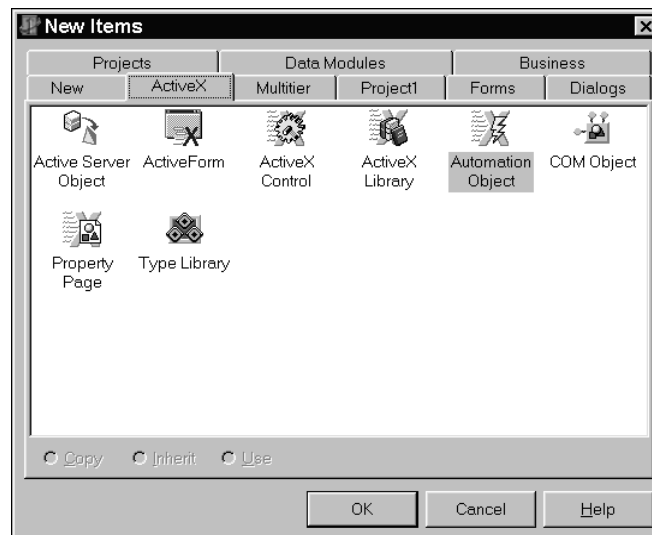 New Items
Projects Data Modules Business
New ActiveX Multitier Project1 Forms Dialogs
Active Server ActiveForm ActiveX ActiveX Automation COM Object
Object Control Library Object
Property Type Library
Page
Copy Inherit Use
OK Cancel Help